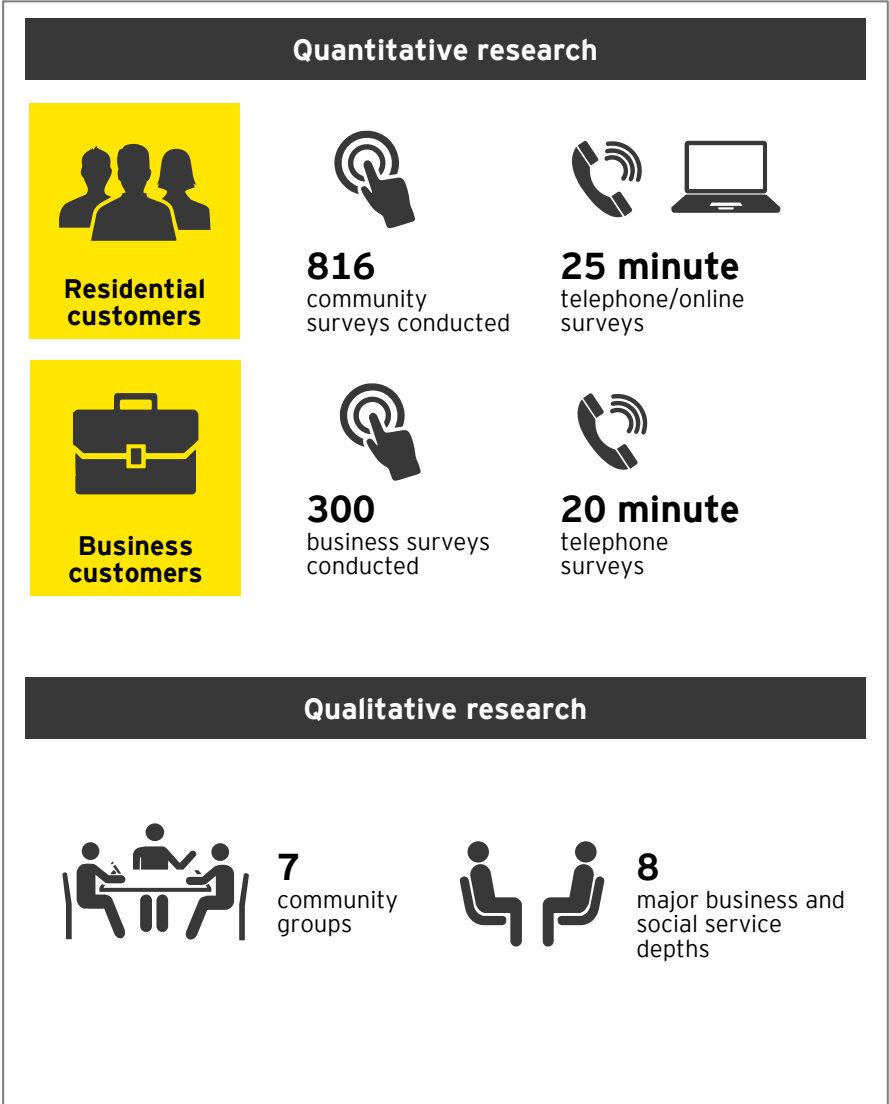 Quantitative research
Residential
customers
816
community
surveys conducted
25 minute
telephone/online
surveys
Business
customers
300
business surveys
conducted
20 minute
telephone
surveys
Qualitative research
7
community
groups
8
major business and
social service
depths